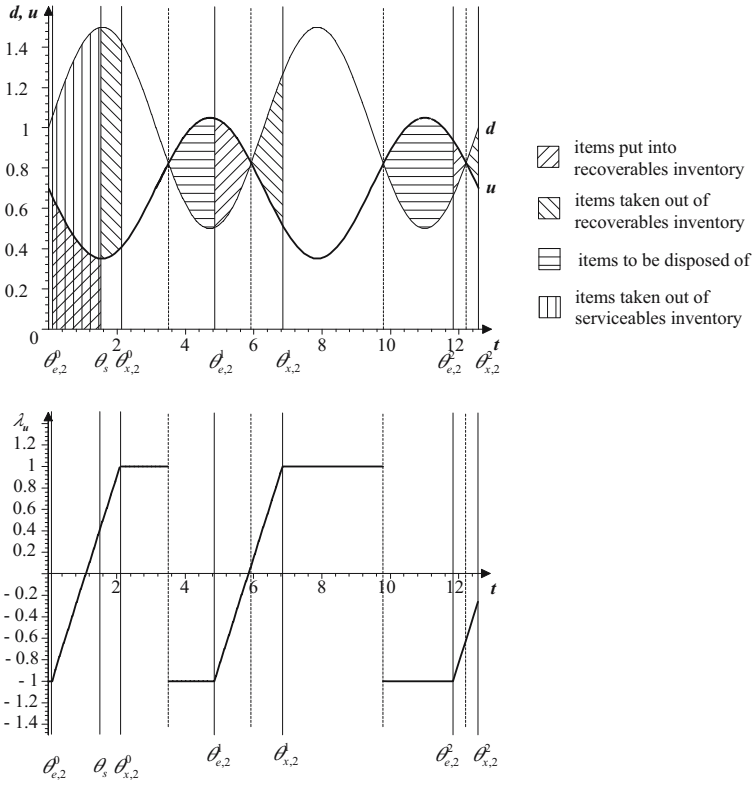 d, u
1.4
1.2
1
0.8
0.6
0.4
0.2
0
d
u
2 4 6 8 10 12 t
θ⁰e,2 θs θ⁰x,2 θ¹e,2 θ¹x,2 θ²e,2 θ²x,2
items put into
recoverables inventory
items taken out of
recoverables inventory
items to be disposed of
items taken out of
serviceables inventory
λu
1.2
1
0.8
0.6
0.4
0.2
2 4 6 8 10 12 t
- 0.2
- 0.4
- 0.6
- 0.8
- 1
- 1.2
- 1.4
θ⁰e,2 θs θ⁰x,2 θ¹e,2 θ¹x,2 θ²e,2 θ²x,2